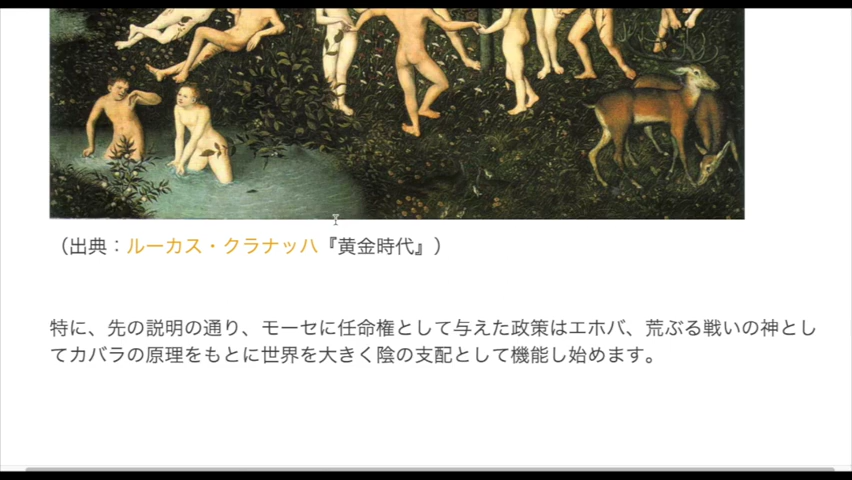 （出典：ルーカス・クラナッハ『黄金時代』）
特に、先の説明の通り、モーセに任命権として与えた政策はエホバ、荒ぶる戦いの神とし
てカバラの原理をもとに世界を大きく陰の支配として機能し始めます。